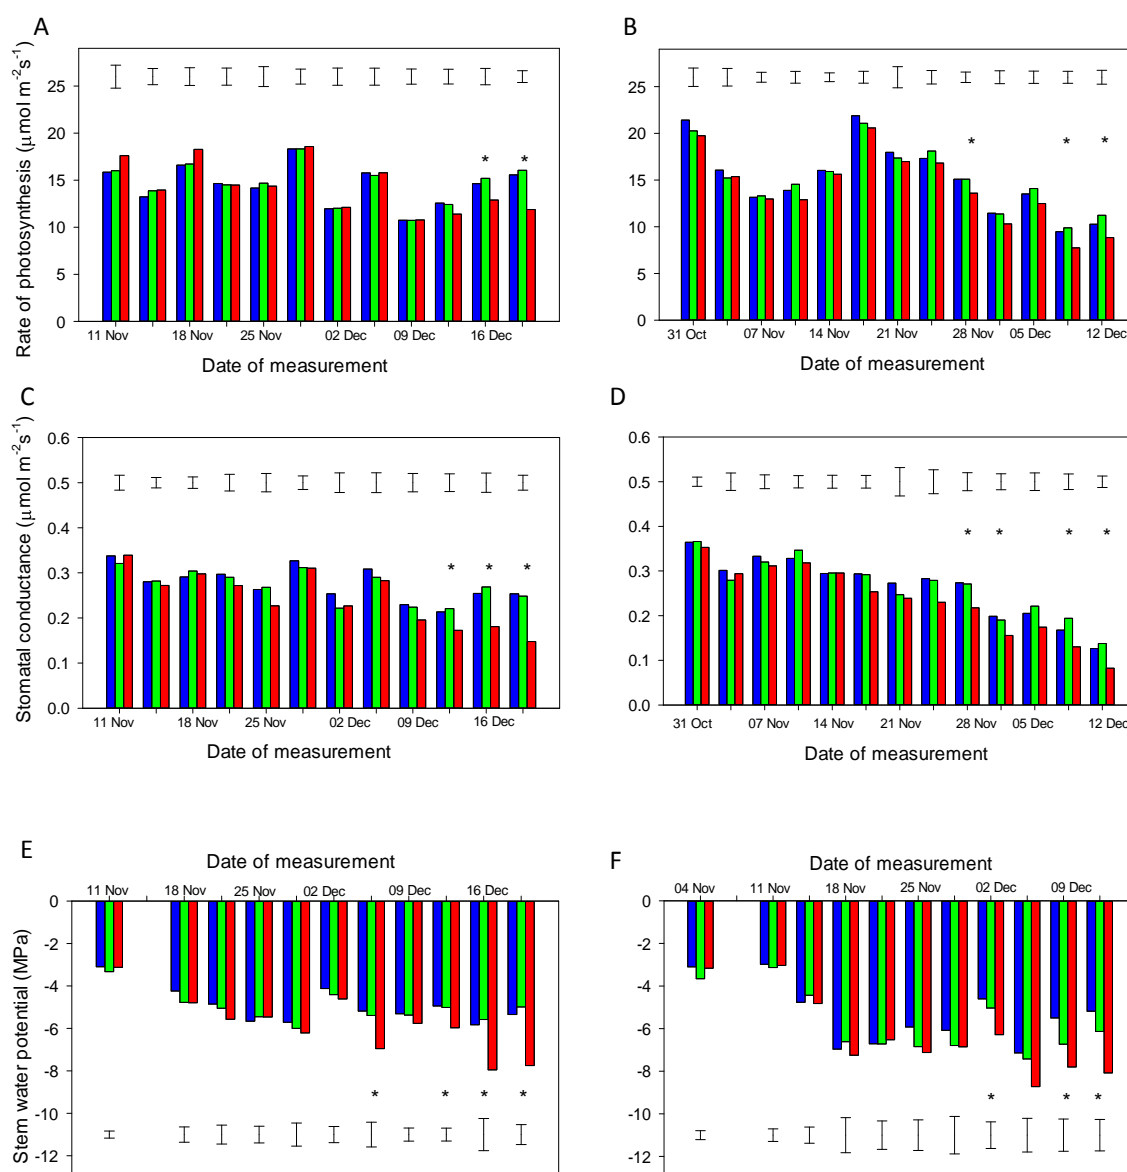 A
B
Rate of photosynthesis (μmol m⁻²s⁻¹)
25
20
15
10
5
0
* *
11 Nov 18 Nov 25 Nov 02 Dec 09 Dec 16 Dec
Date of measurement
25
20
15
10
5
0
* * *
31 Oct 07 Nov 14 Nov 21 Nov 28 Nov 05 Dec 12 Dec
Date of measurement
C
D
Stomatal conductance (μmol m⁻²s⁻¹)
0.6
0.5
0.4
0.3
0.2
0.1
0.0
* * *
11 Nov 18 Nov 25 Nov 02 Dec 09 Dec 16 Dec
Date of measurement
0.6
0.5
0.4
0.3
0.2
0.1
0.0
* * * *
31 Oct 07 Nov 14 Nov 21 Nov 28 Nov 05 Dec 12 Dec
Date of measurement
E
F
Date of measurement
11 Nov 18 Nov 25 Nov 02 Dec 09 Dec 16 Dec
Stem water potential (MPa)
0
-2
-4
-6
-8
-10
-12
* * * *
Date of measurement
04 Nov 11 Nov 18 Nov 25 Nov 02 Dec 09 Dec
0
-2
-4
-6
-8
-10
-12
* * *